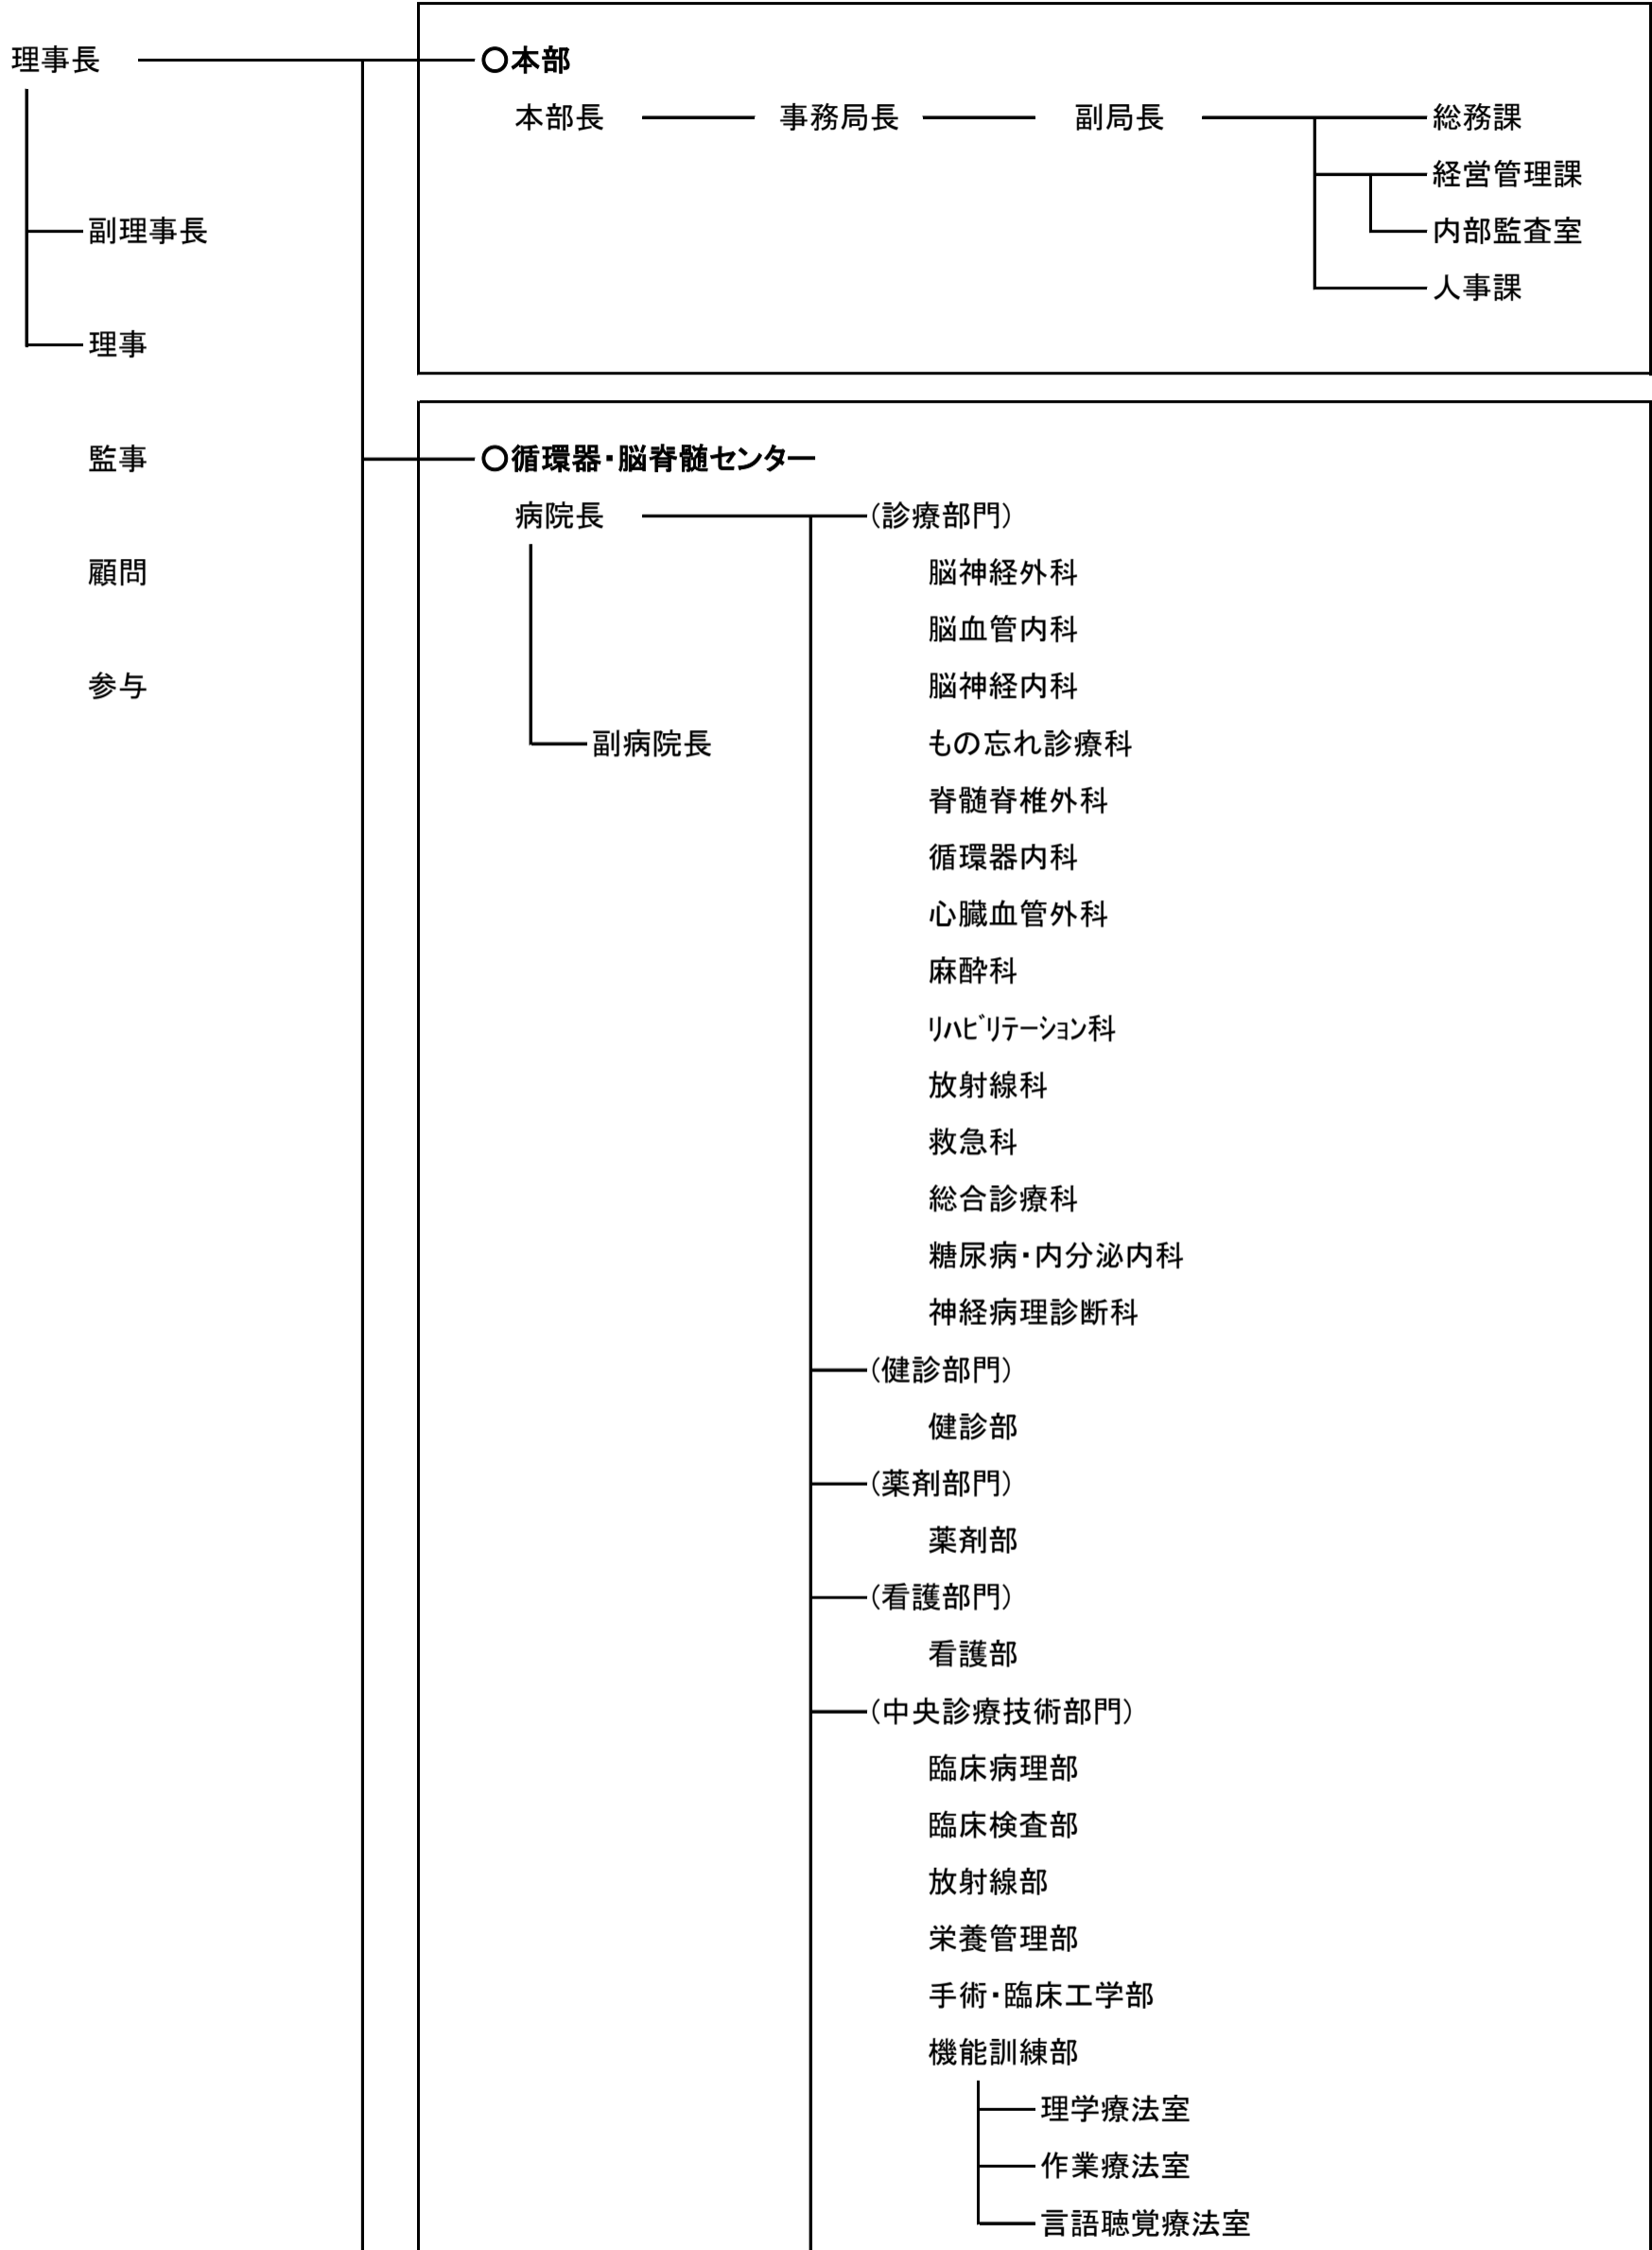 理事長 ○本部
本部長 事務局長 副局長 総務課
経営管理課
副理事長 内部監査室
人事課
理事
監事 ○循環器・脳脊髄センター
病院長 (診療部門)
顧問 脳神経外科
脳血管内科
参与 脳神経内科
副病院長 もの忘れ診療科
脊髄脊椎外科
循環器内科
心臓血管外科
麻酔科
ﾘﾊﾋﾞﾘﾃｰｼｮﾝ科
放射線科
救急科
総合診療科
糖尿病・内分泌内科
神経病理診断科
(健診部門)
健診部
(薬剤部門)
薬剤部
(看護部門)
看護部
(中央診療技術部門)
臨床病理部
臨床検査部
放射線部
栄養管理部
手術・臨床工学部
機能訓練部
理学療法室
作業療法室
言語聴覚療法室